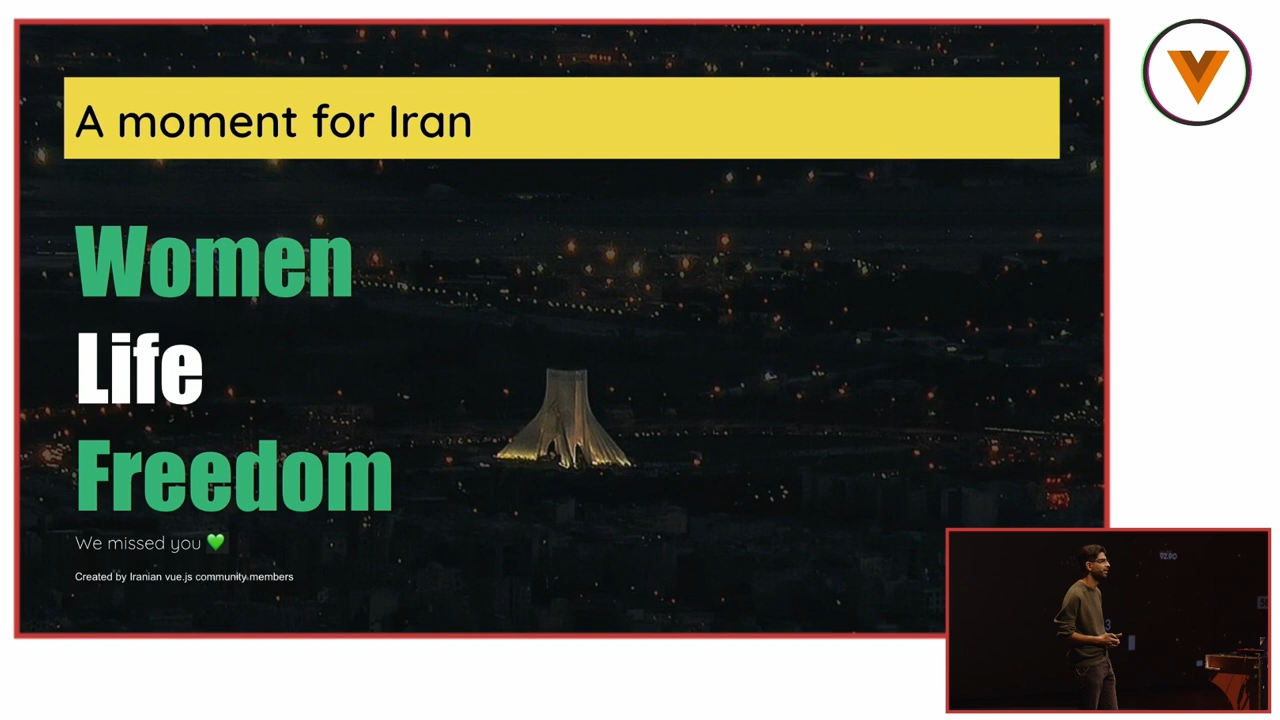 A moment for Iran
Women
Life
Freedom
We missed you 💚
Created by Iranian vue.js community members